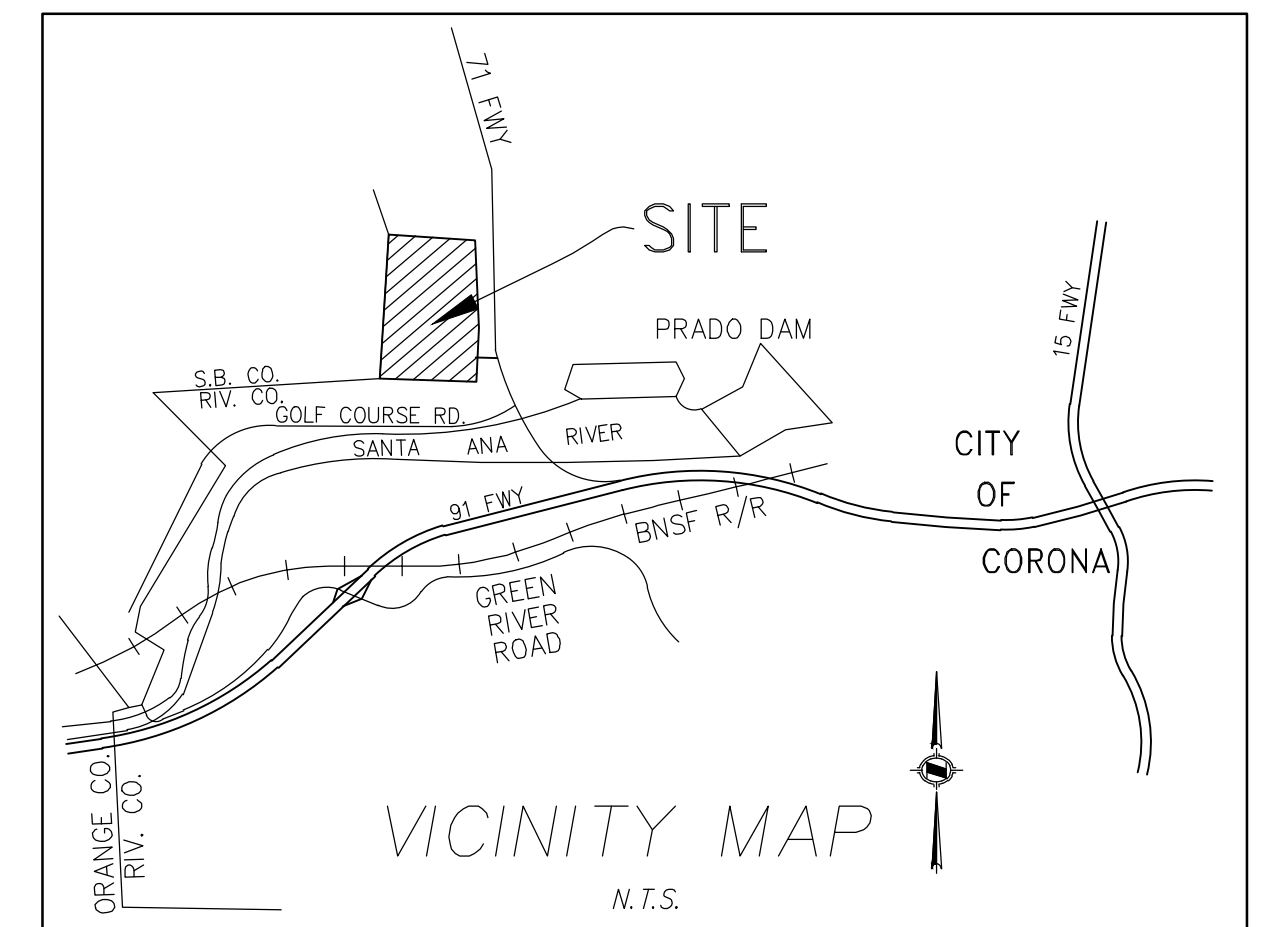 71 FWY
SITE
PRADO DAM
15 FWY
S.B. CO.
RIV. CO.
GOLF COURSE RD.
SANTA ANA RIVER
CITY
OF
CORONA
91 FWY
BNSF R/R
GREEN
RIVER
ROAD
ORANGE CO.
RIV. CO.
VICINITY MAP
N.T.S.